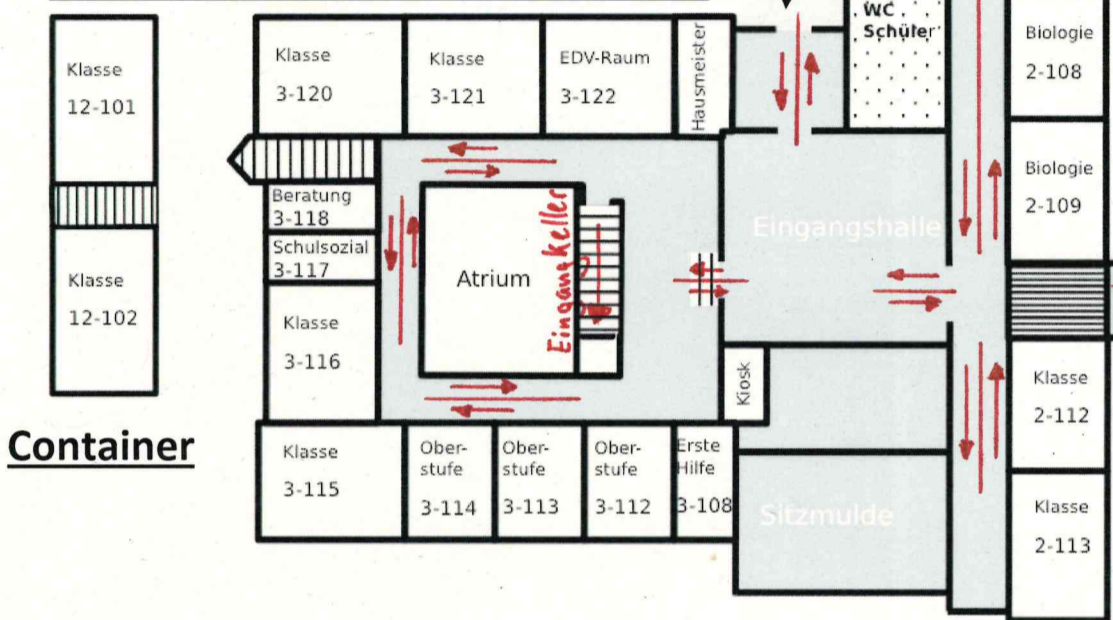 WC
Schüler
Klasse
12-101
Klasse
3-120
Klasse
3-121
EDV-Raum
3-122
Hausmeister
Biologie
2-108
Biologie
2-109
Beratung
3-118
Schulsozial
3-117
Atrium
Eingang Keller
Eingangshalle
Klasse
12-102
Klasse
3-116
Kiosk
Klasse
2-112
Container
Klasse
3-115
Ober-
stufe
3-114
Ober-
stufe
3-113
Ober-
stufe
3-112
Erste
Hilfe
3-108
Sitzmulde
Klasse
2-113